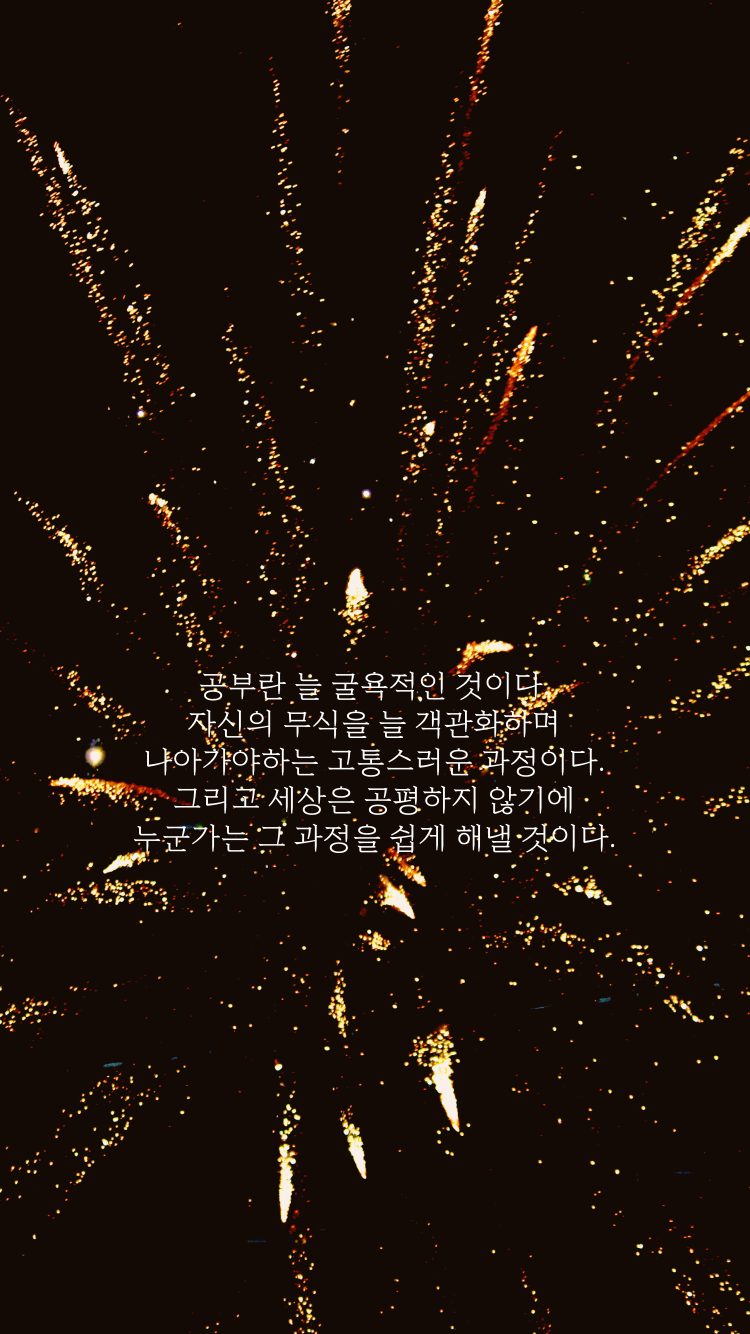 공부란 늘 굴욕적인 것이다.
자신의 무식을 늘 객관화하며
나아가야하는 고통스러운 과정이다.
그리고 세상은 공평하지 않기에
누군가는 그 과정을 쉽게 해낼 것이다.